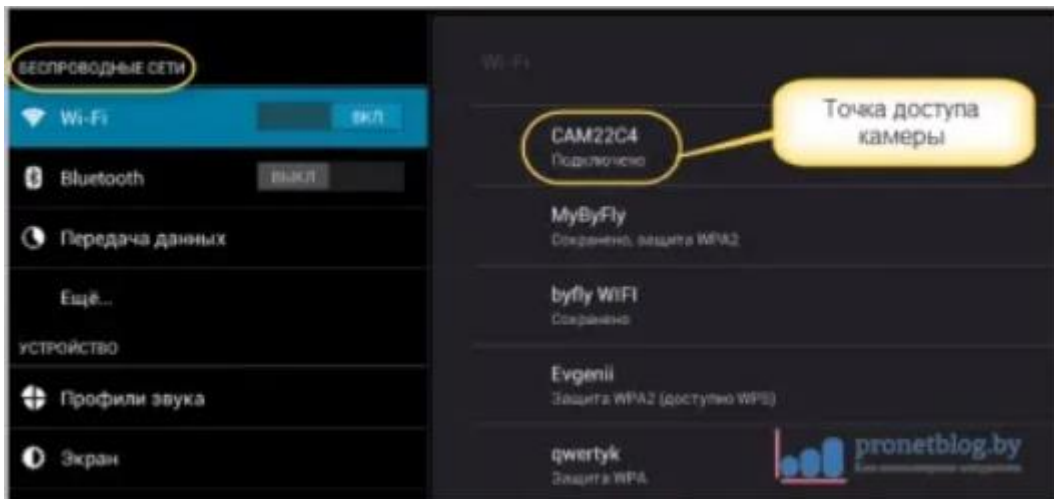 БЕСПРОВОДНЫЕ СЕТИ
Wi-Fi
ВКЛ
Bluetooth
ВЫКЛ
Передача данных
Ещё...
УСТРОЙСТВО
Профили звука
Экран
Wi-Fi
CAM22C4
Подключено
Точка доступа
камеры
MyByFly
Сохранено, защита WPA2
byfly WIFI
Сохранено
Evgenii
Защита WPA2 (доступно WPS)
qwertyk
Защита WPA
pronetblog.by